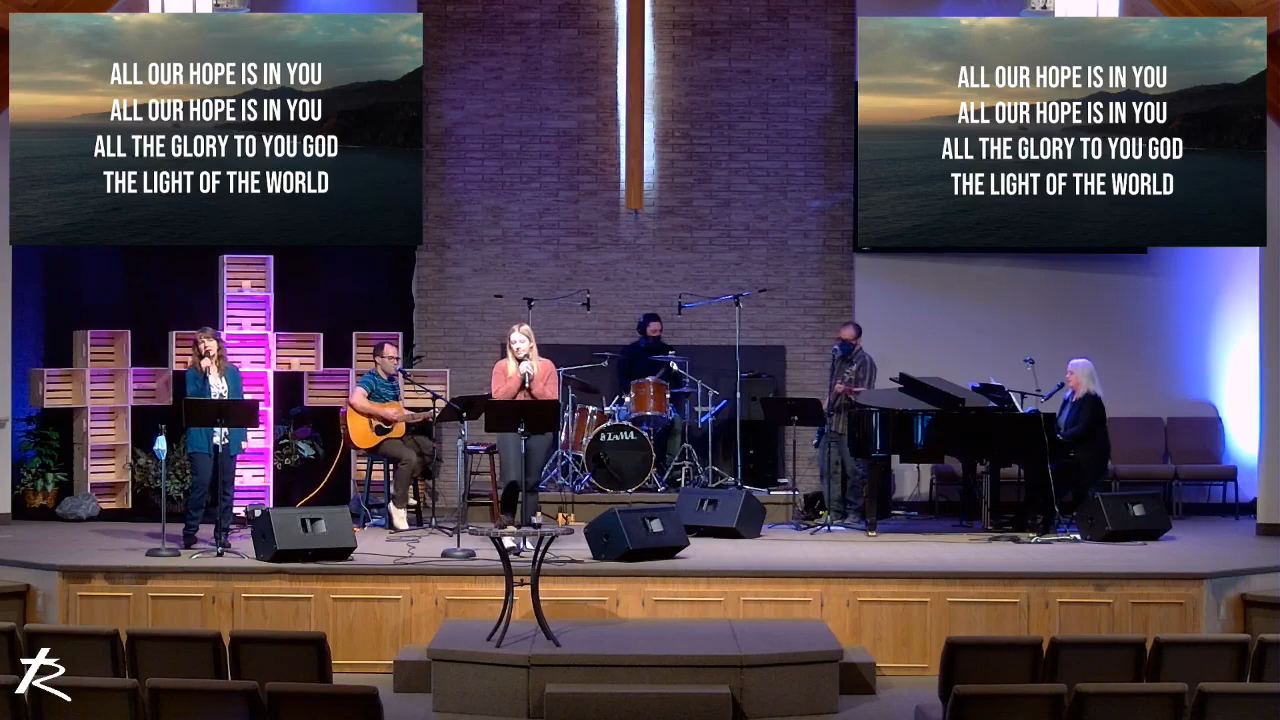 ALL OUR HOPE IS IN YOU
ALL OUR HOPE IS IN YOU
ALL THE GLORY TO YOU GOD
THE LIGHT OF THE WORLD
ALL OUR HOPE IS IN YOU
ALL OUR HOPE IS IN YOU
ALL THE GLORY TO YOU GOD
THE LIGHT OF THE WORLD
TAMA
R